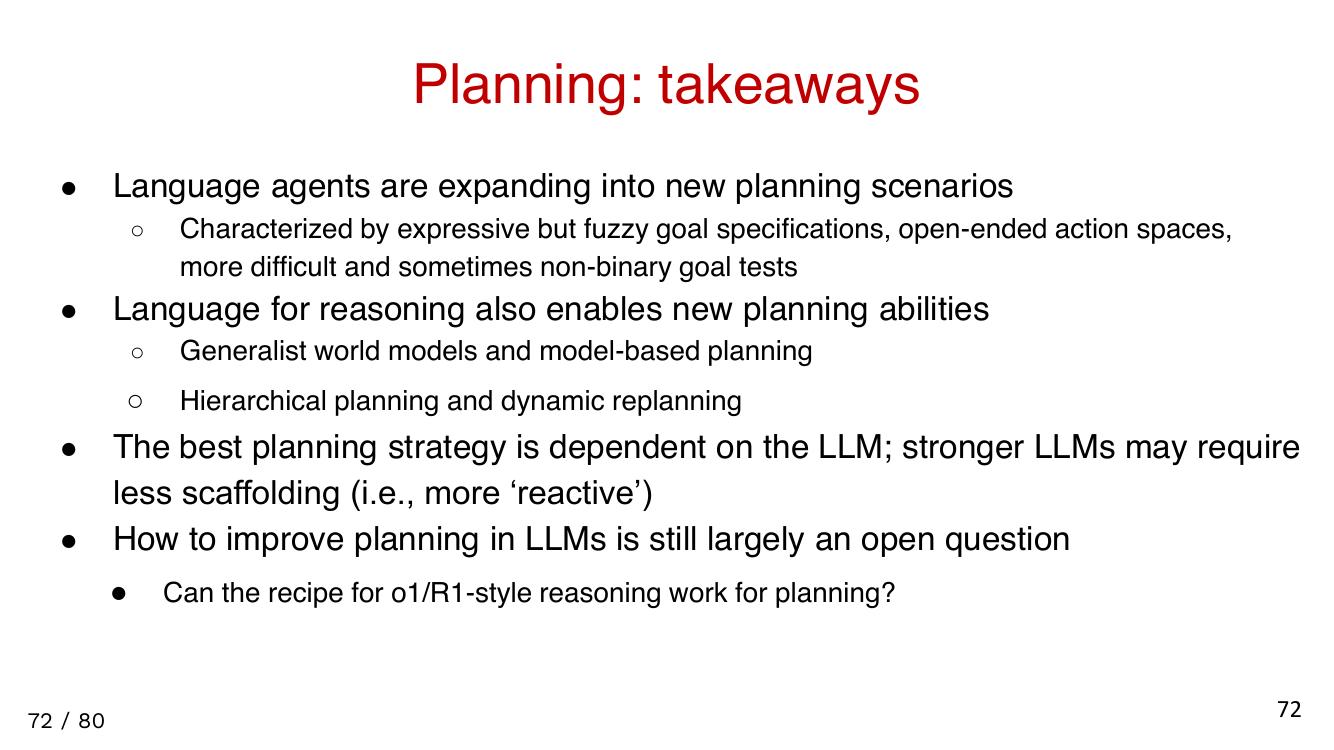 Planning: takeaways
● Language agents are expanding into new planning scenarios
○ Characterized by expressive but fuzzy goal specifications, open-ended action spaces,
more difficult and sometimes non-binary goal tests
● Language for reasoning also enables new planning abilities
○ Generalist world models and model-based planning
○ Hierarchical planning and dynamic replanning
● The best planning strategy is dependent on the LLM; stronger LLMs may require
less scaffolding (i.e., more ‘reactive’)
● How to improve planning in LLMs is still largely an open question
● Can the recipe for o1/R1-style reasoning work for planning?
72 / 80
72